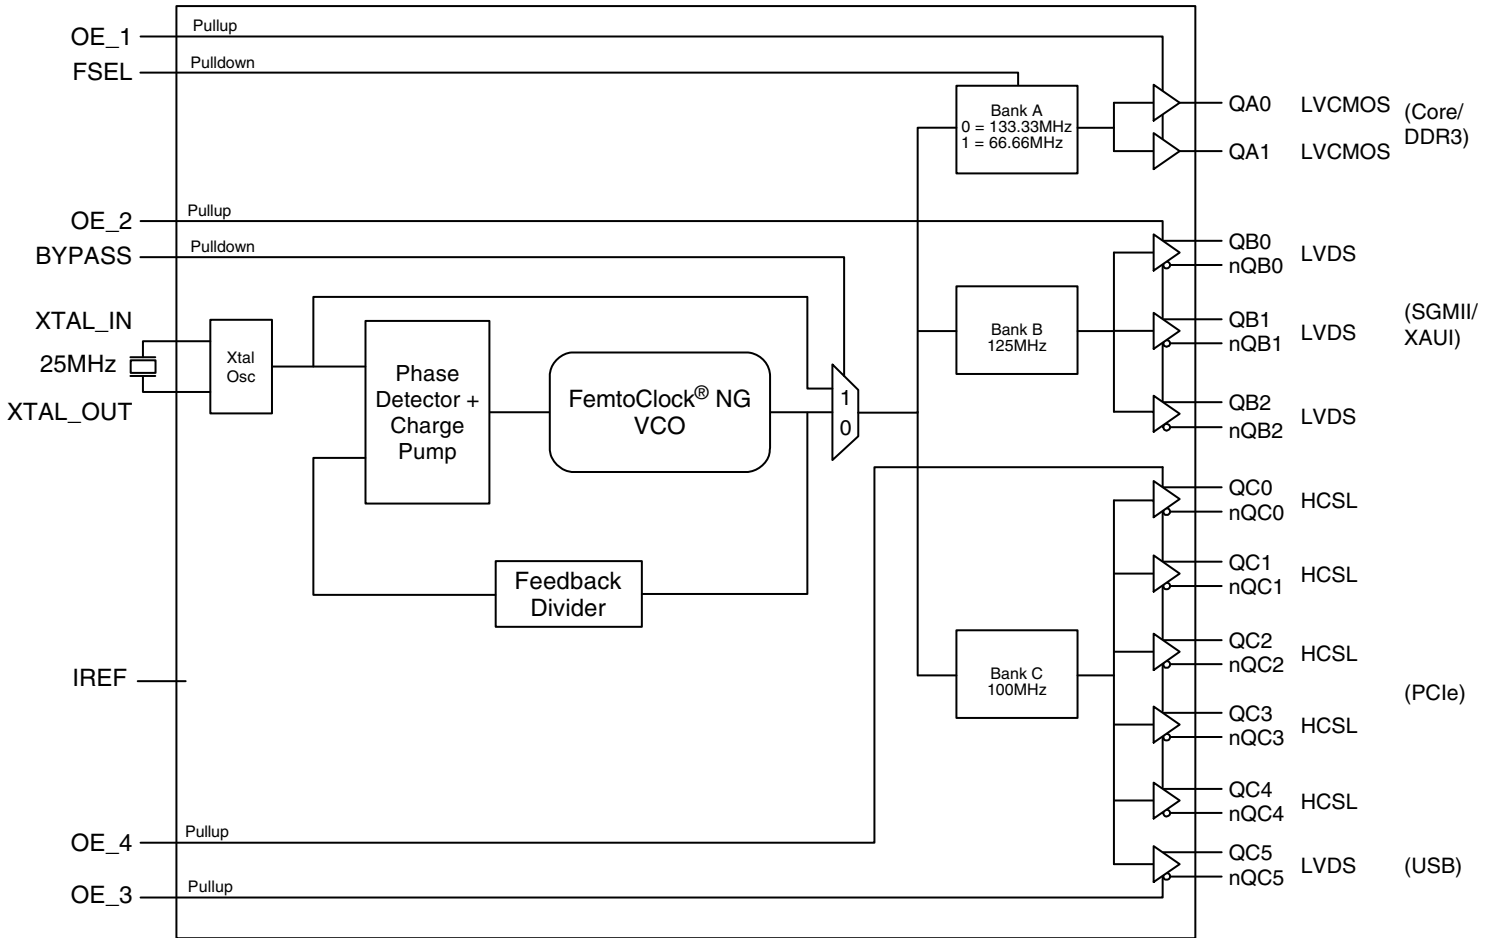 OE_1
Pullup
FSEL
Pulldown
Bank A
0 = 133.33MHz
1 = 66.66MHz
QA0
LVCMOS
QA1
LVCMOS
(Core/
DDR3)
OE_2
Pullup
BYPASS
Pulldown
QB0
nQB0
LVDS
XTAL_IN
25MHz
XTAL_OUT
Xtal
Osc
Phase
Detector +
Charge
Pump
FemtoClock® NG
VCO
1
0
Bank B
125MHz
QB1
nQB1
LVDS
(SGMII/
XAUI)
QB2
nQB2
LVDS
QC0
nQC0
HCSL
Feedback
Divider
QC1
nQC1
HCSL
IREF
Bank C
100MHz
QC2
nQC2
HCSL
(PCIe)
QC3
nQC3
HCSL
QC4
nQC4
HCSL
OE_4
Pullup
QC5
nQC5
LVDS
(USB)
OE_3
Pullup